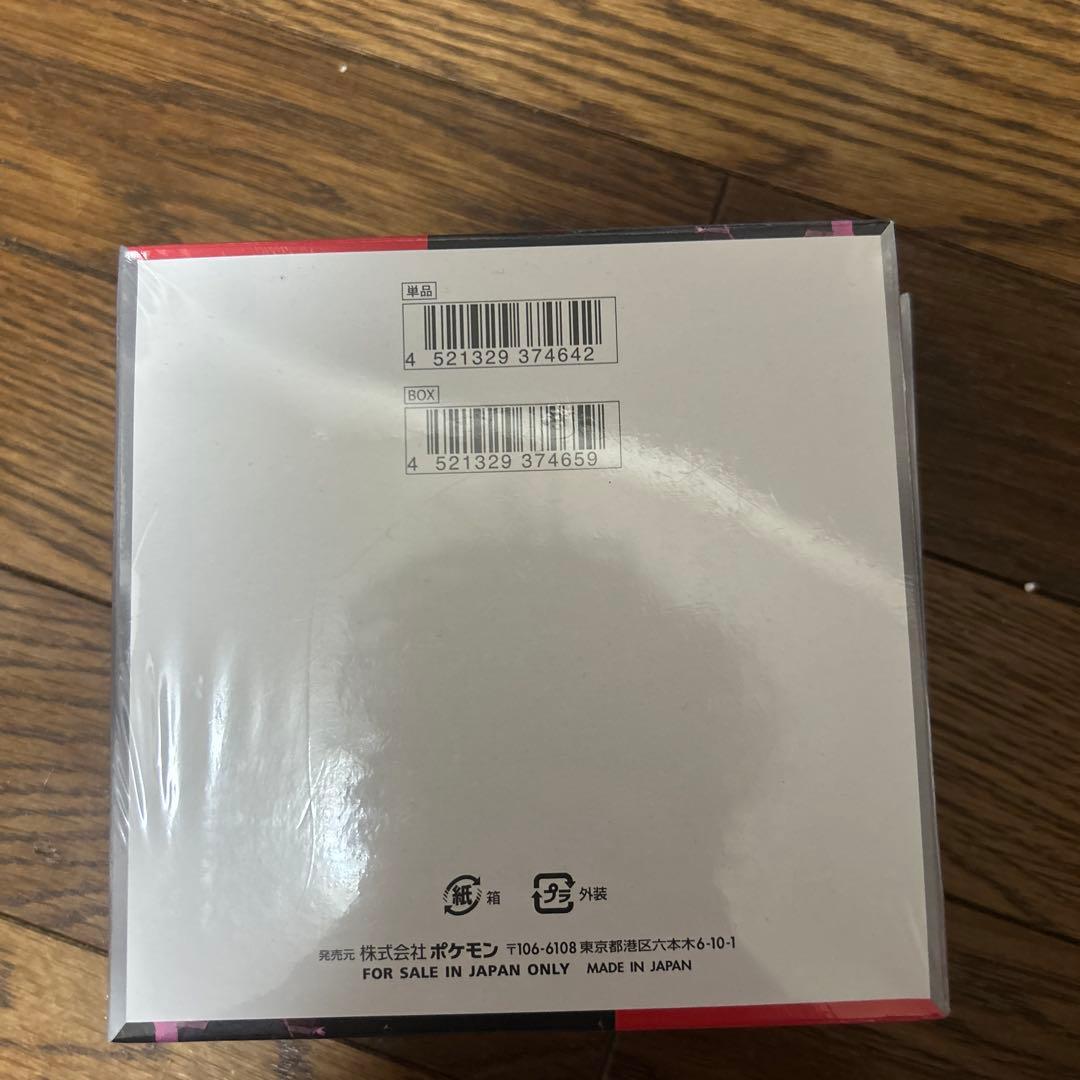 単品
4 521329 374642
BOX
4 521329 374659
紙 箱 プラ 外装
発売元 株式会社 ポケモン 〒106-6108 東京都港区六本木6-10-1
FOR SALE IN JAPAN ONLY MADE IN JAPAN